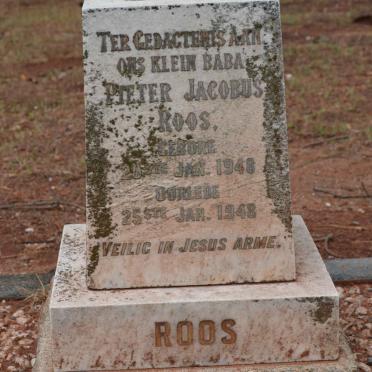 TER GEDACTENIS AAN
ONS KLEIN BABA
PIETER JACOBUS
ROOS.
GEBORE
JAN. 1948
OORLEDE
25STE JAN. 1948
VEILIG IN JESUS ARME.
ROOS